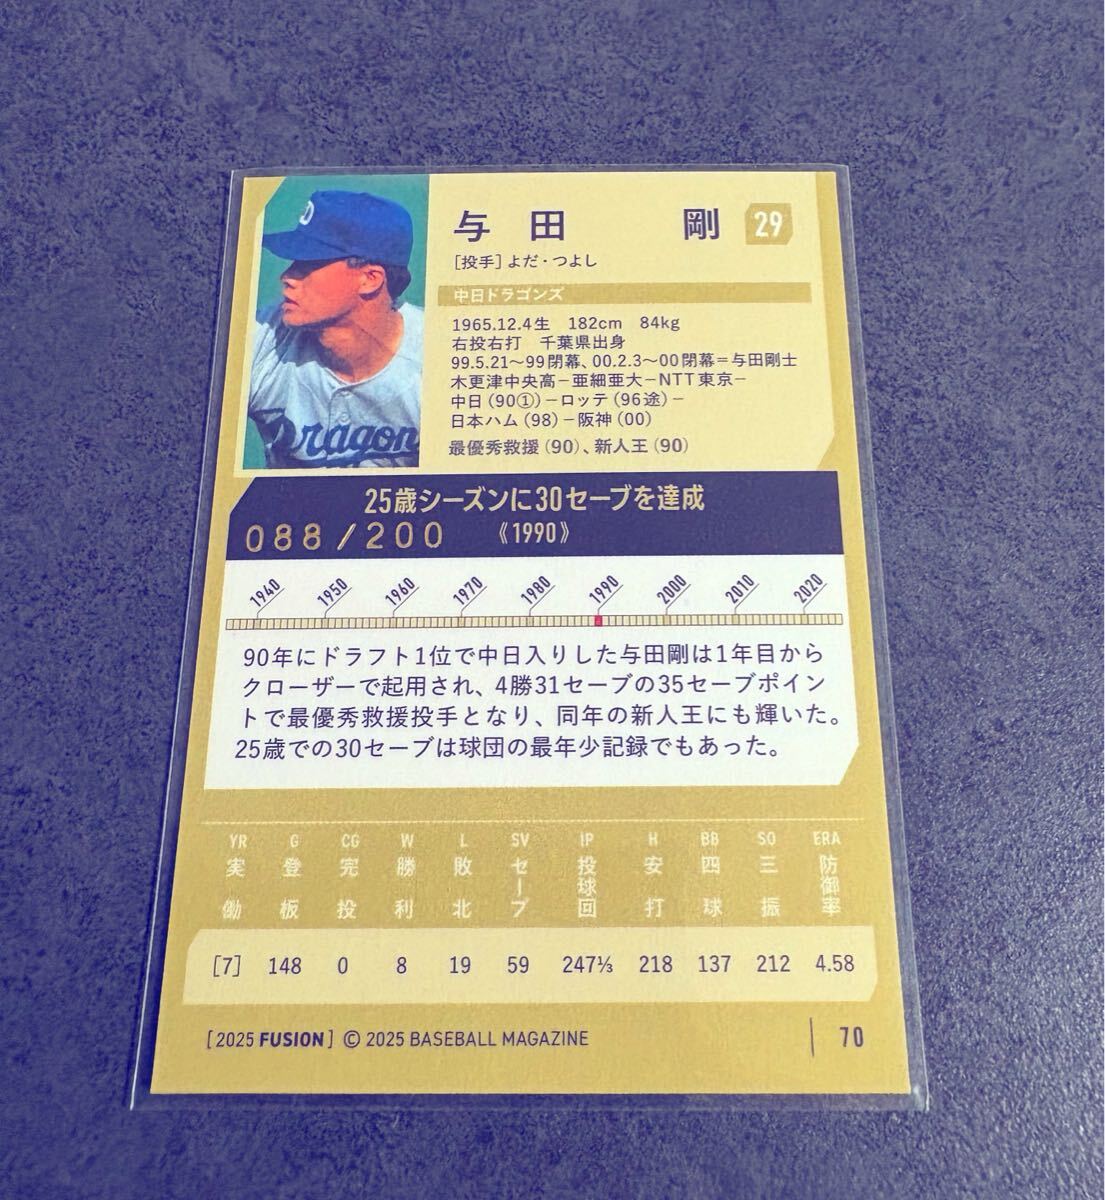 D
Dragon
与田 剛 29
[投手]よだ・つよし
中日ドラゴンズ
1965.12.4生 182cm 84kg
右投右打 千葉県出身
99.5.21〜99閉幕、00.2.3〜00閉幕＝与田剛士
木更津中央高−亜細亜大−NTT東京−
中日(90①)−ロッテ(96途)−
日本ハム(98)−阪神(00)
最優秀救援(90)、新人王(90)
25歳シーズンに30セーブを達成
088/200 《1990》
1940 1950 1960 1970 1980 1990 2000 2010 2020
90年にドラフト1位で中日入りした与田剛は1年目から
クローザーで起用され、4勝31セーブの35セーブポイン
トで最優秀救援投手となり、同年の新人王にも輝いた。
25歳での30セーブは球団の最年少記録でもあった。
YR G CG W L SV IP H BB SO ERA
実働 登板 完投 勝利 敗北 セーブ 投球回 安打 四球 三振 防御率
[7] 148 0 8 19 59 247⅓ 218 137 212 4.58
[2025 FUSION] © 2025 BASEBALL MAGAZINE 70